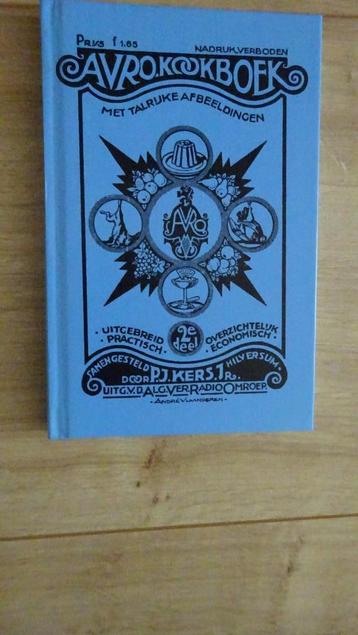 PRIJS f 1.65
NADRUK VERBODEN
AVRO. KOOKBOEK
MET TALRIJKE AFBEELDINGEN
AVRO
· UITGEBREID
· PRACTISCH ·
2e deel
OVERZICHTELIJK ·
ECONOMISCH ·
SAMENGESTELD
DOOR P.J. KERS. Jr.
HILVERSUM
UITG. V. D. ALG. VER. RADIO OMROEP
- ANDRÉ VLAANDEREN -